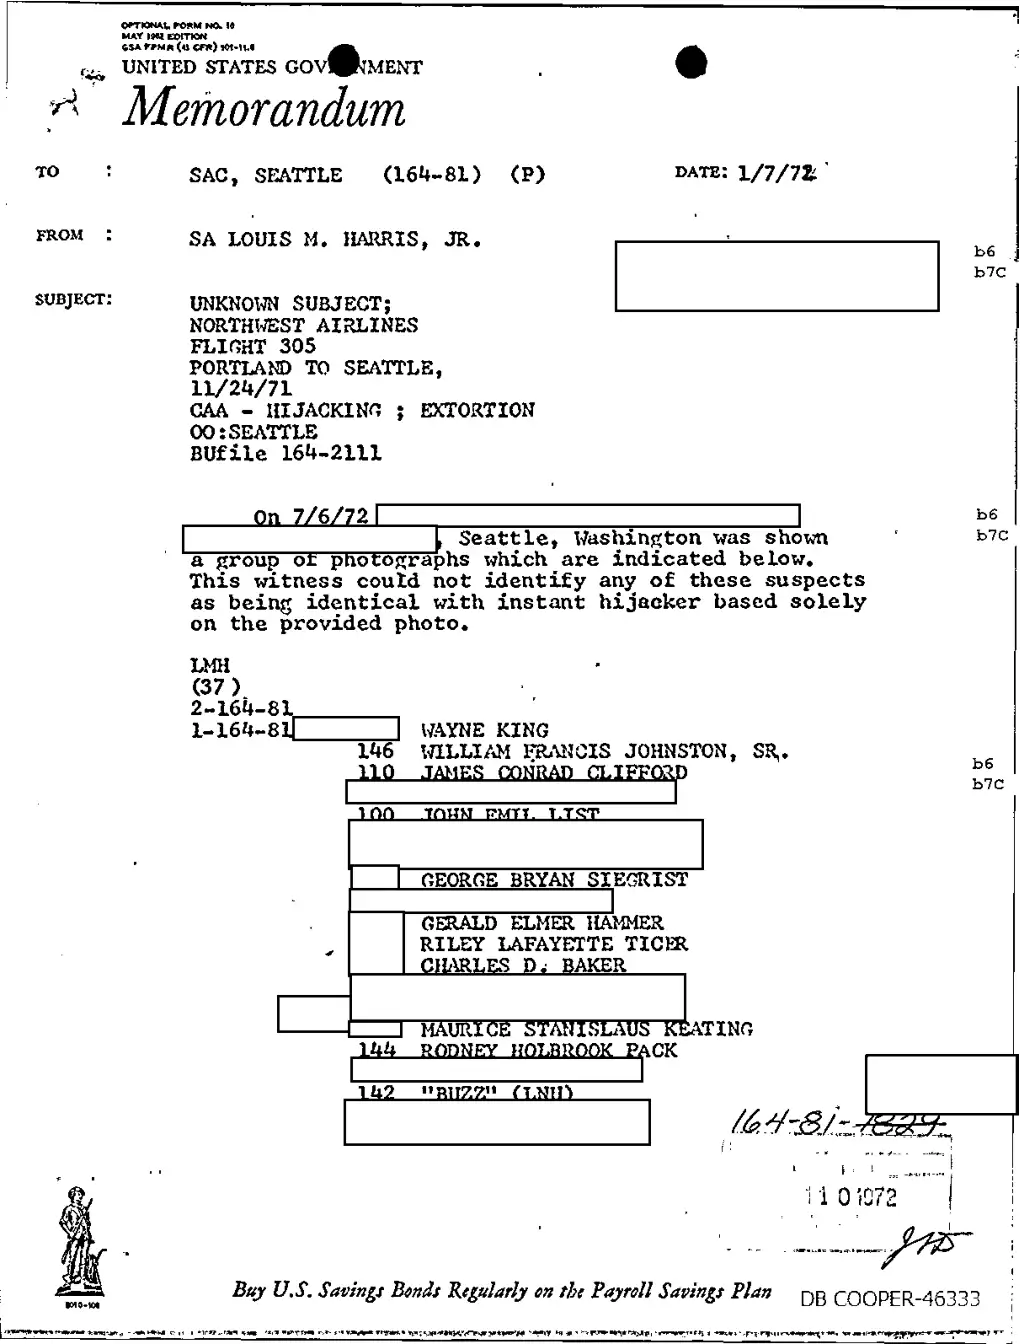 OPTIONAL FORM NO. 10
MAY 1962 EDITION
GSA FPMR (41 CFR) 101-11.6
UNITED STATES GOV NMENT
Memorandum
TO : SAC, SEATTLE (164-81) (P) DATE: 1/7/72
FROM : SA LOUIS M. HARRIS, JR.
b6
b7C
SUBJECT: UNKNOWN SUBJECT;
NORTHWEST AIRLINES
FLIGHT 305
PORTLAND TO SEATTLE,
11/24/71
CAA - HIJACKING ; EXTORTION
OO:SEATTLE
BUfile 164-2111
On 7/6/72
b6
, Seattle, Washington was shown
b7C
a group of photographs which are indicated below.
This witness could not identify any of these suspects
as being identical with instant hijacker based solely
on the provided photo.
LMH
(37)
2-164-81
1-164-81 WAYNE KING
146 WILLIAM FRANCIS JOHNSTON, SR.
b6
110 JAMES CONRAD CLIFFORD
b7C
100 JOHN EMIL LIST
GEORGE BRYAN SIEGRIST
GERALD ELMER HAMMER
RILEY LAFAYETTE TICER
CHARLES D. BAKER
MAURICE STANISLAUS KEATING
144 RODNEY HOLBROOK PACK
142 "BUZZ" (LNU)
164-81-1829
1 0 1972
5010-108
Buy U.S. Savings Bonds Regularly on the Payroll Savings Plan
DB COOPER-46333